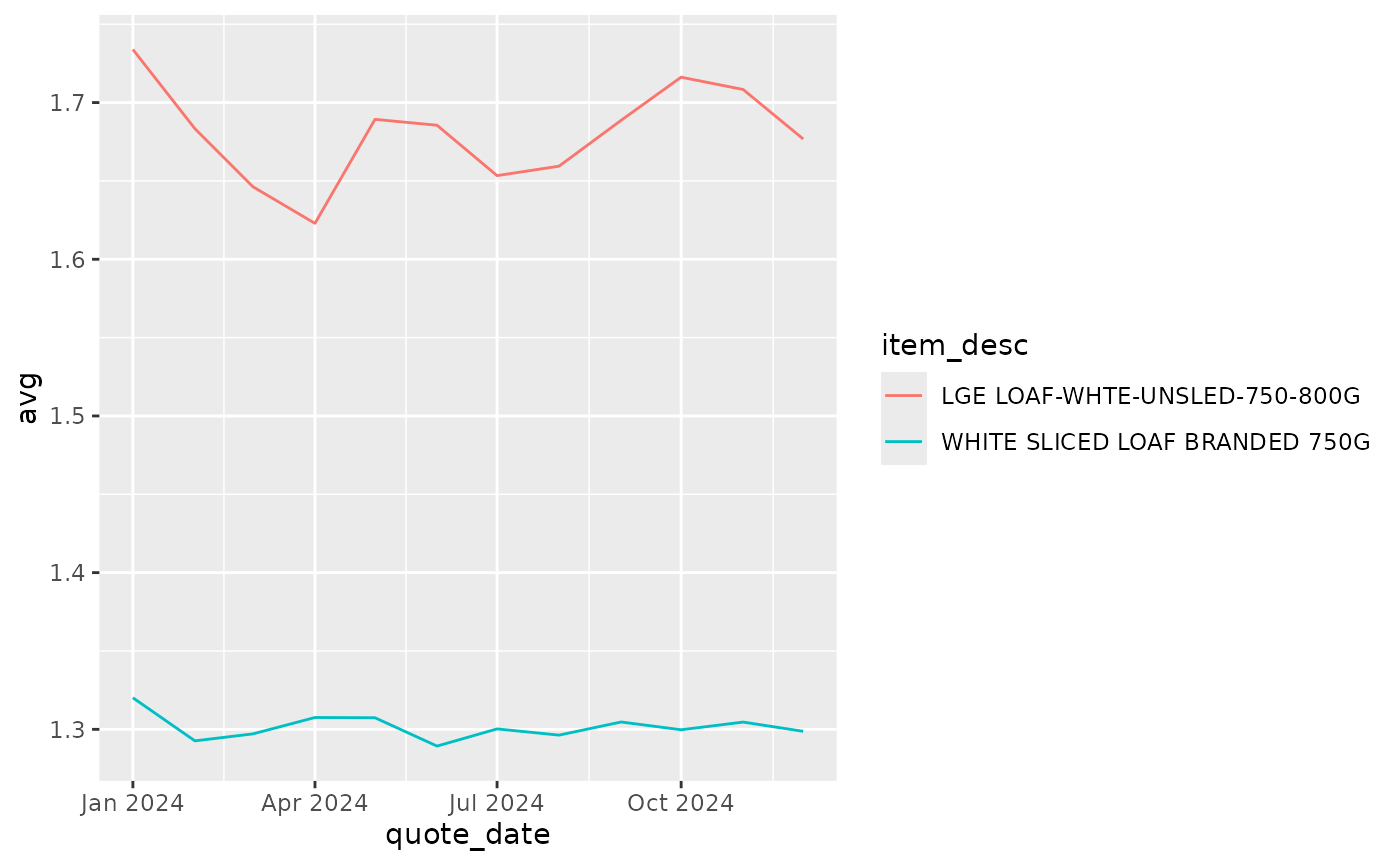 1.7
1.6
1.5
1.4
1.3
avg
Jan 2024
Apr 2024
Jul 2024
Oct 2024
quote_date
item_desc
LGE LOAF-WHTE-UNSLED-750-800G
WHITE SLICED LOAF BRANDED 750G